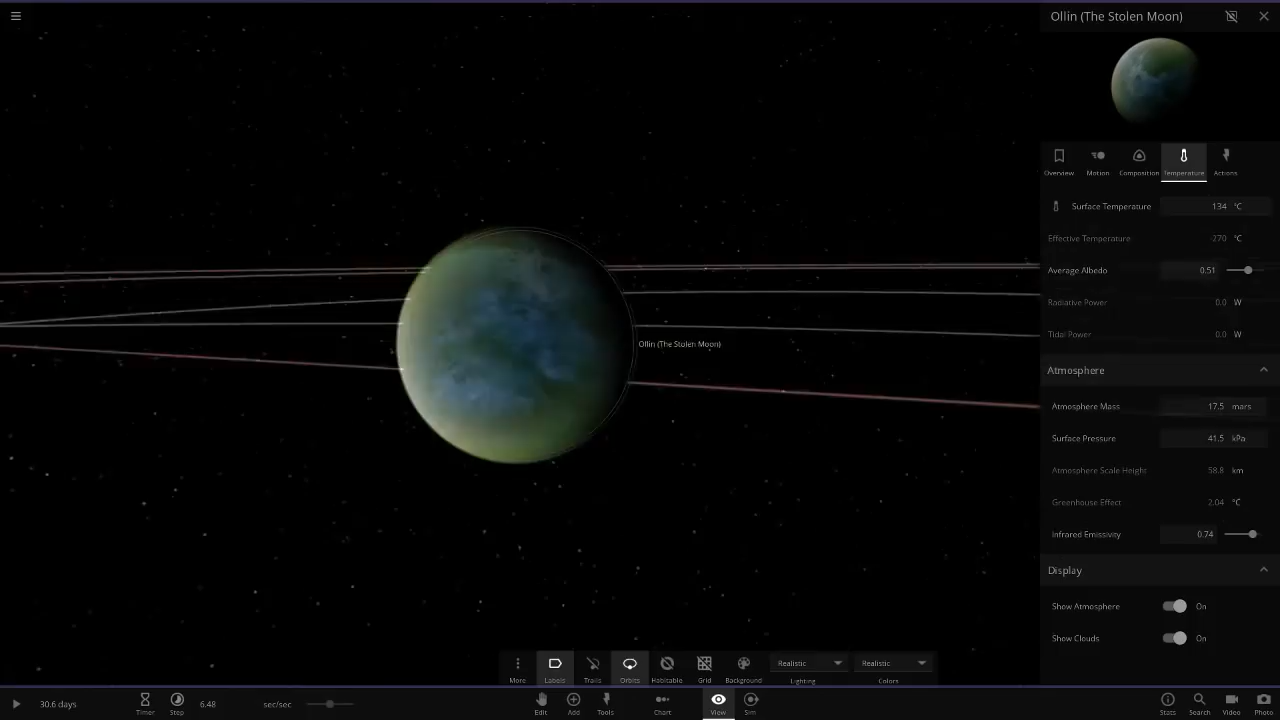 Ollin (The Stolen Moon)
Overview
Motion
Composition
Temperature
Actions
Surface Temperature 134 °C
Effective Temperature -270 °C
Average Albedo 0.51
Radiative Power 0.0 W
Tidal Power 0.0 W
Atmosphere
Atmosphere Mass 17.5 mars
Surface Pressure 41.5 kPa
Atmosphere Scale Height 58.8 km
Greenhouse Effect 2.04 °C
Infrared Emissivity 0.74
Display
Show Atmosphere On
Show Clouds On
Ollin (The Stolen Moon)
More
Labels
Trails
Orbits
Habitable
Grid
Background
Realistic
Lighting
Realistic
Colors
30.6 days
Timer
Step
6.48 sec/sec
Edit
Add
Tools
Chart
View
Sim
Stats
Search
Video
Photo